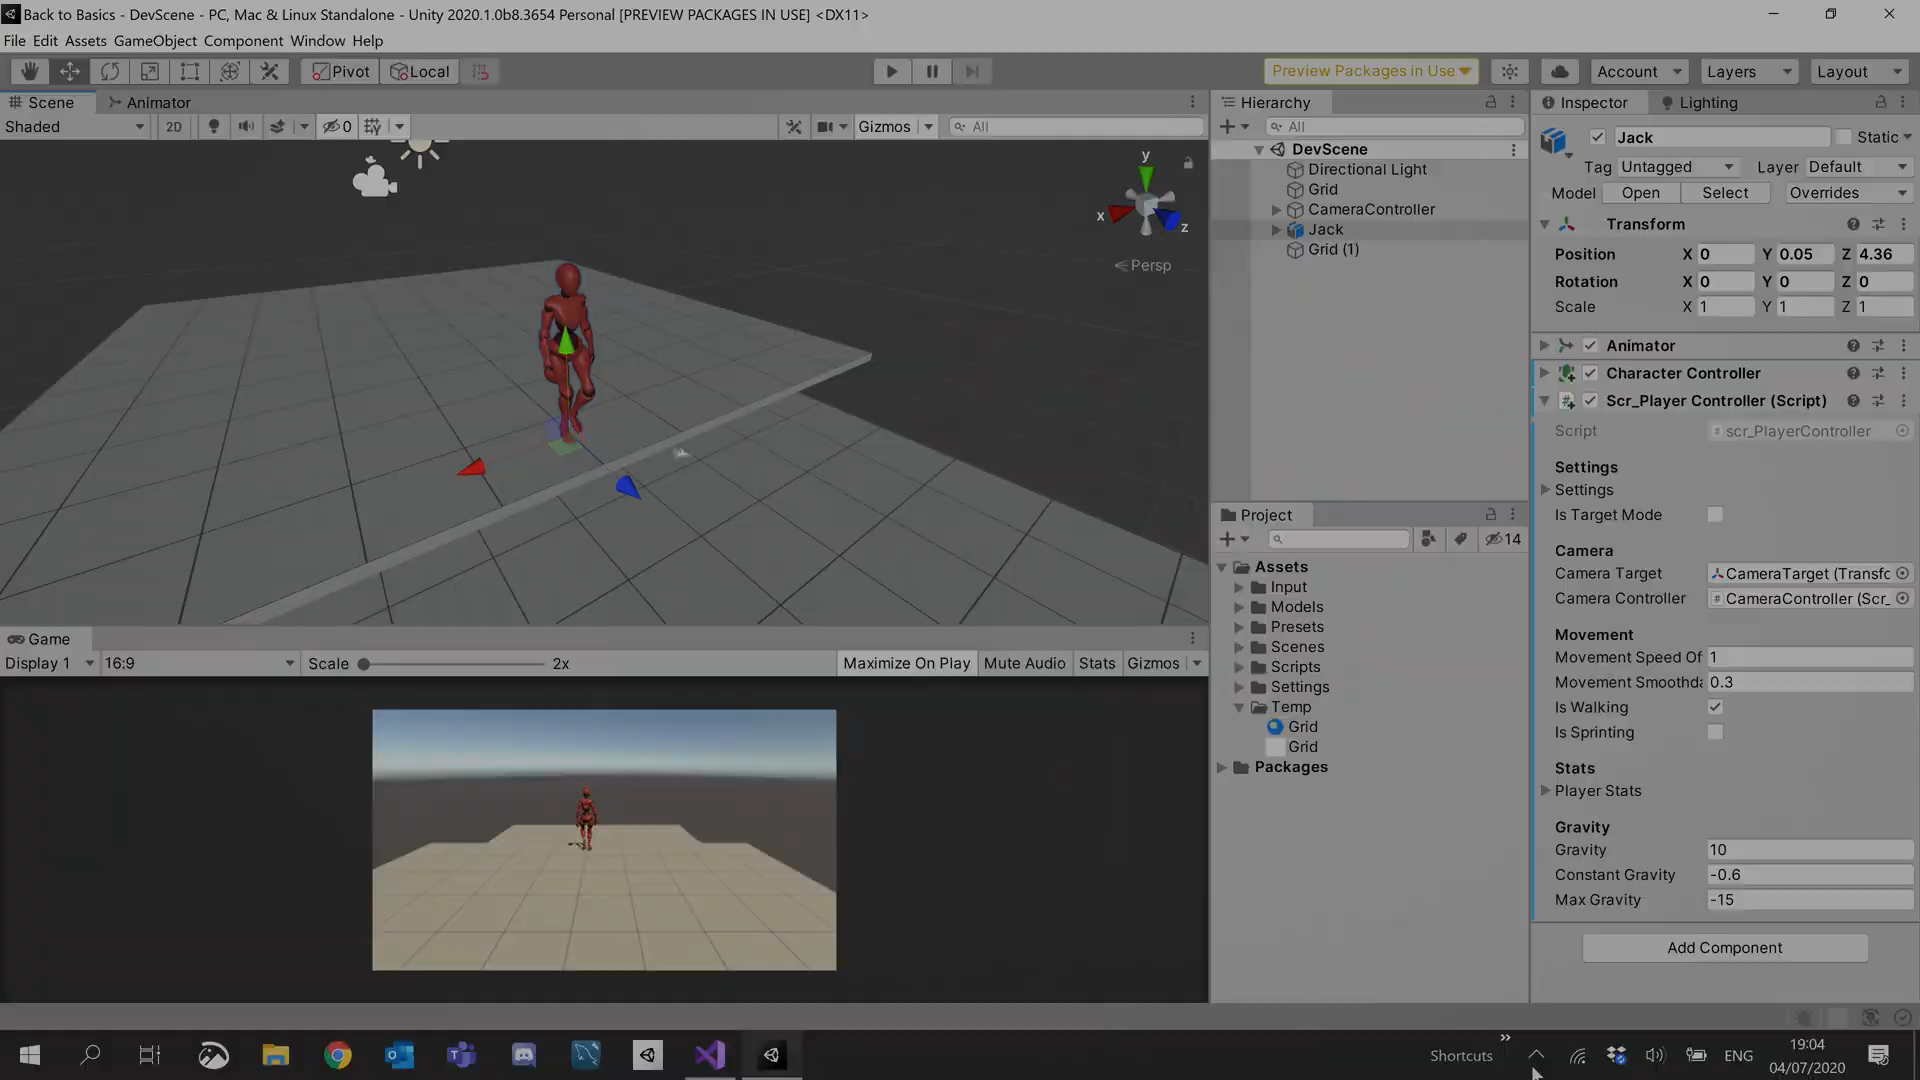 Back to Basics - DevScene - PC, Mac & Linux Standalone - Unity 2020.1.0b8.3654 Personal [PREVIEW PACKAGES IN USE] <DX11>
File Edit Assets GameObject Component Window Help
Pivot Local Preview Packages in Use Account Layers Layout
Scene Animator
Shaded 2D 0 Gizmos All
y x z
Persp
Game
Display 1 16:9 Scale 2x Maximize On Play Mute Audio Stats Gizmos
Hierarchy
All
DevScene
Directional Light
Grid
CameraController
Jack
Grid (1)
Project
14
Assets
Input
Models
Presets
Scenes
Scripts
Settings
Temp
Grid
Grid
Packages
Inspector Lighting
Jack Static
Tag Untagged Layer Default
Model Open Select Overrides
Transform
Position X 0 Y 0.05 Z 4.36
Rotation X 0 Y 0 Z 0
Scale X 1 Y 1 Z 1
Animator
Character Controller
Scr_Player Controller (Script)
Script scr_PlayerController
Settings
Settings
Is Target Mode
Camera
Camera Target CameraTarget (Transfo
Camera Controller CameraController (Scr_
Movement
Movement Speed Of 1
Movement Smoothda 0.3
Is Walking
Is Sprinting
Stats
Player Stats
Gravity
Gravity 10
Constant Gravity -0.6
Max Gravity -15
Add Component
Shortcuts ENG 19:04
04/07/2020